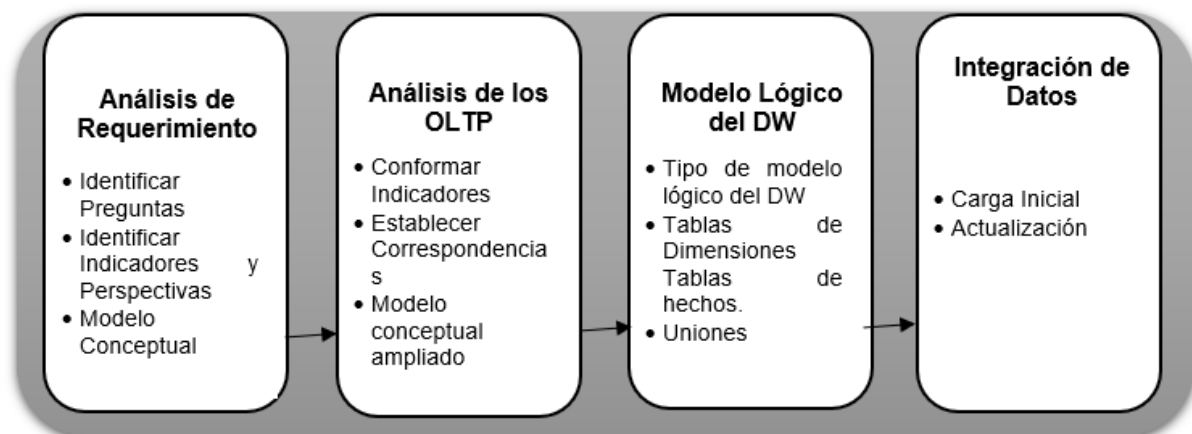 Análisis de
Requerimiento
• Identificar
Preguntas
• Identificar
Indicadores y
Perspectivas
• Modelo
Conceptual
Análisis de los
OLTP
• Conformar
Indicadores
• Establecer
Correspondencia
s
• Modelo
conceptual
ampliado
Modelo Lógico
del DW
• Tipo de modelo
lógico del DW
• Tablas de
Dimensiones
Tablas de
hechos.
• Uniones
Integración de
Datos
• Carga Inicial
• Actualización